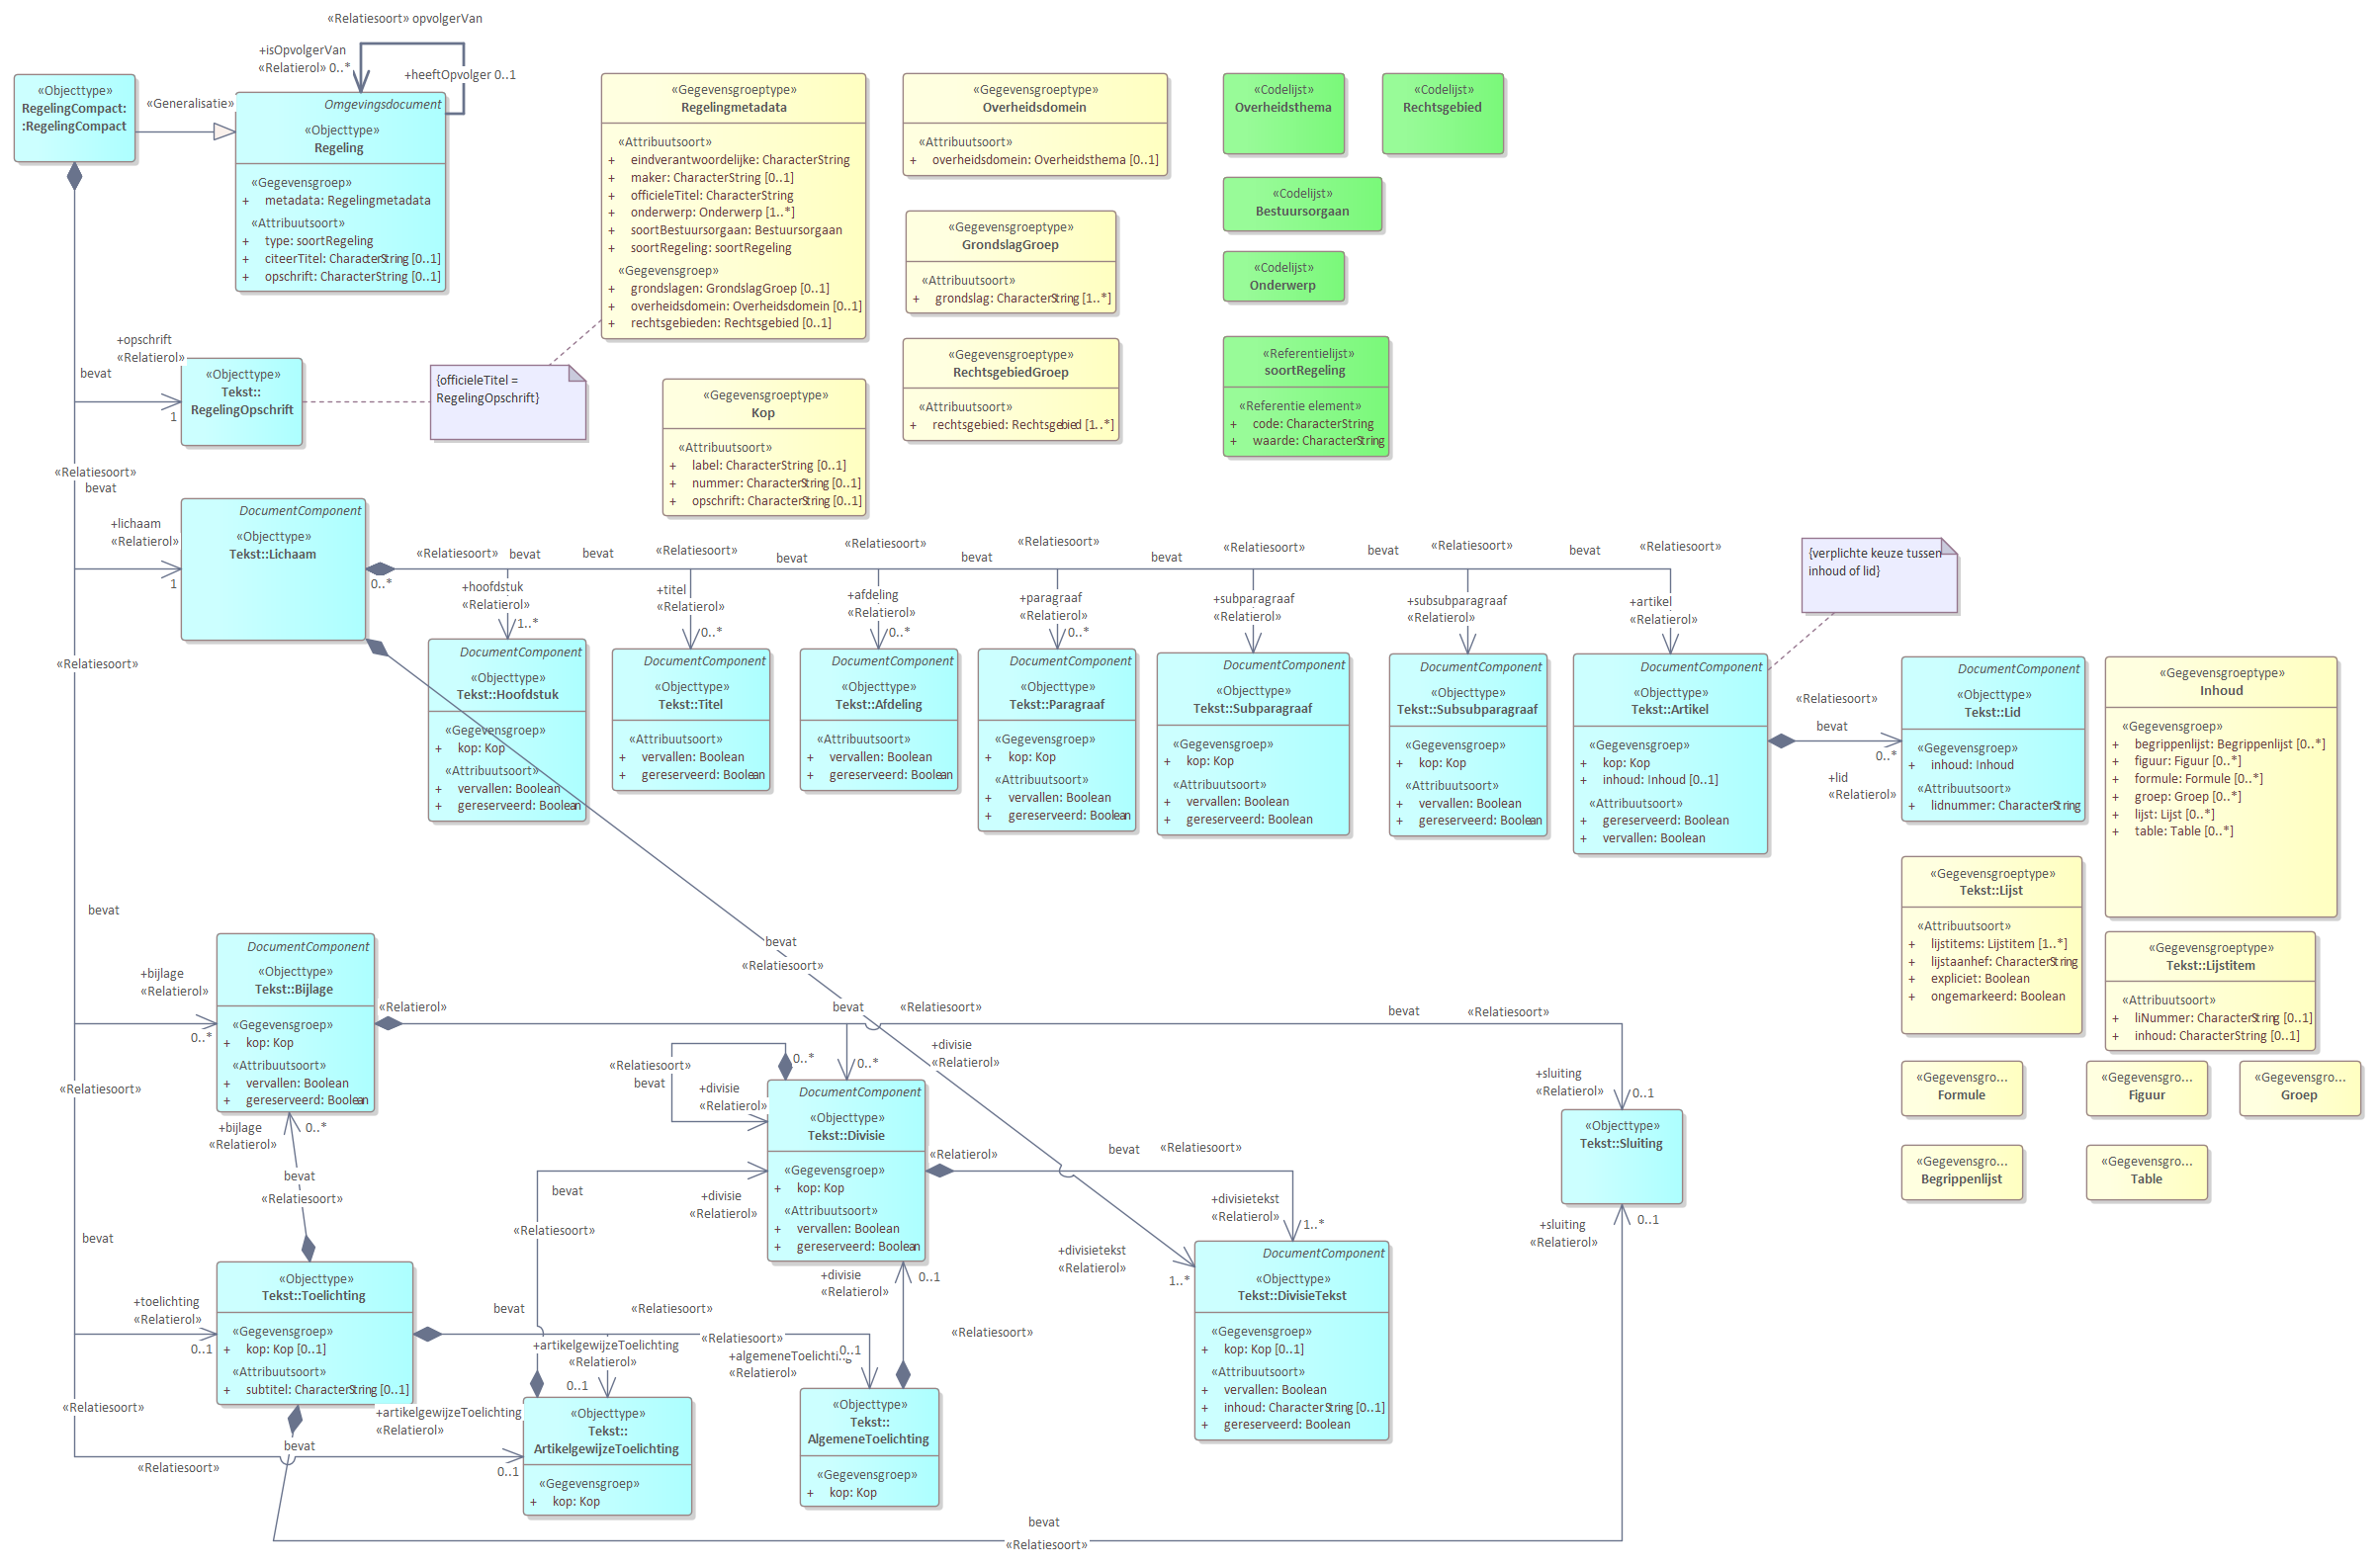 «Relatiesoort» opvolgerVan
+isOpvolgerVan
«Relatierol» 0..*
+heeftOpvolger 0..1
«Objecttype»
RegelingCompact:
:RegelingCompact
«Generalisatie»
Omgevingsdocument
«Objecttype»
Regeling
«Gegevensgroep»
+ metadata: Regelingmetadata
«Attribuutsoort»
+ type: soortRegeling
+ citeerTitel: CharacterString [0..1]
+ opschrift: CharacterString [0..1]
«Gegevensgroeptype»
Regelingmetadata
«Attribuutsoort»
+ eindverantwoordelijke: CharacterString
+ maker: CharacterString [0..1]
+ officieleTitel: CharacterString
+ onderwerp: Onderwerp [1..*]
+ soortBestuursorgaan: Bestuursorgaan
+ soortRegeling: soortRegeling
«Gegevensgroep»
+ grondslagen: GrondslagGroep [0..1]
+ overheidsdomein: Overheidsdomein [0..1]
+ rechtsgebieden: Rechtsgebied [0..1]
«Gegevensgroeptype»
Overheidsdomein
«Attribuutsoort»
+ overheidsdomein: Overheidsthema [0..1]
«Gegevensgroeptype»
GrondslagGroep
«Attribuutsoort»
+ grondslag: CharacterString [1..*]
«Gegevensgroeptype»
RechtsgebiedGroep
«Attribuutsoort»
+ rechtsgebied: Rechtsgebied [1..*]
«Codelijst»
Overheidsthema
«Codelijst»
Rechtsgebied
«Codelijst»
Bestuursorgaan
«Codelijst»
Onderwerp
«Referentielijst»
soortRegeling
«Referentie element»
+ code: CharacterString
+ waarde: CharacterString
+opschrift
«Relatierol»
bevat
1
«Objecttype»
Tekst::
RegelingOpschrift
{officieleTitel =
RegelingOpschrift}
«Gegevensgroeptype»
Kop
«Attribuutsoort»
+ label: CharacterString [0..1]
+ nummer: CharacterString [0..1]
+ opschrift: CharacterString [0..1]
«Relatiesoort»
bevat
+lichaam
«Relatierol»
1
DocumentComponent
«Objecttype»
Tekst::Lichaam
0..*
«Relatiesoort»
bevat
bevat
«Relatiesoort»
bevat
«Relatiesoort»
bevat
«Relatiesoort»
bevat
«Relatiesoort»
bevat
«Relatiesoort»
bevat
«Relatiesoort»
{verplichte keuze tussen
inhoud of lid}
+hoofdstuk
«Relatierol»
1..*
+titel
«Relatierol»
0..*
+afdeling
«Relatierol»
0..*
+paragraaf
«Relatierol»
0..*
+subparagraaf
«Relatierol»
+subsubparagraaf
«Relatierol»
+artikel
«Relatierol»
«Relatiesoort»
DocumentComponent
«Objecttype»
Tekst::Hoofdstuk
«Gegevensgroep»
+ kop: Kop
«Attribuutsoort»
+ vervallen: Boolean
+ gereserveerd: Boolean
DocumentComponent
«Objecttype»
Tekst::Titel
«Attribuutsoort»
+ vervallen: Boolean
+ gereserveerd: Boolean
DocumentComponent
«Objecttype»
Tekst::Afdeling
«Attribuutsoort»
+ vervallen: Boolean
+ gereserveerd: Boolean
DocumentComponent
«Objecttype»
Tekst::Paragraaf
«Gegevensgroep»
+ kop: Kop
«Attribuutsoort»
+ vervallen: Boolean
+ gereserveerd: Boolean
DocumentComponent
«Objecttype»
Tekst::Subparagraaf
«Gegevensgroep»
+ kop: Kop
«Attribuutsoort»
+ vervallen: Boolean
+ gereserveerd: Boolean
DocumentComponent
«Objecttype»
Tekst::Subsubparagraaf
«Gegevensgroep»
+ kop: Kop
«Attribuutsoort»
+ vervallen: Boolean
+ gereserveerd: Boolean
DocumentComponent
«Objecttype»
Tekst::Artikel
«Gegevensgroep»
+ kop: Kop
+ inhoud: Inhoud [0..1]
«Attribuutsoort»
+ gereserveerd: Boolean
+ vervallen: Boolean
«Relatiesoort»
bevat
0..*
+lid
«Relatierol»
DocumentComponent
«Objecttype»
Tekst::Lid
«Gegevensgroep»
+ inhoud: Inhoud
«Attribuutsoort»
+ lidnummer: CharacterString
«Gegevensgroeptype»
Inhoud
«Gegevensgroep»
+ begrippenlijst: Begrippenlijst [0..*]
+ figuur: Figuur [0..*]
+ formule: Formule [0..*]
+ groep: Groep [0..*]
+ lijst: Lijst [0..*]
+ table: Table [0..*]
«Gegevensgroeptype»
Tekst::Lijst
«Attribuutsoort»
+ lijstitems: Lijstitem [1..*]
+ lijstaanhef: CharacterString
+ expliciet: Boolean
+ ongemarkeerd: Boolean
«Gegevensgroeptype»
Tekst::Lijstitem
«Attribuutsoort»
+ liNummer: CharacterString [0..1]
+ inhoud: CharacterString [0..1]
«Gegevensgro...
Formule
«Gegevensgro...
Figuur
«Gegevensgro...
Groep
«Gegevensgro...
Begrippenlijst
«Gegevensgro...
Table
bevat
+bijlage
«Relatierol»
0..*
DocumentComponent
«Objecttype»
Tekst::Bijlage
«Gegevensgroep»
+ kop: Kop
«Attribuutsoort»
+ vervallen: Boolean
+ gereserveerd: Boolean
«Relatierol»
bevat
«Relatiesoort»
bevat
«Relatiesoort»
bevat
«Relatiesoort»
+divisie
«Relatierol»
«Relatiesoort»
bevat
0..*
0..*
+divisie
«Relatierol»
DocumentComponent
«Objecttype»
Tekst::Divisie
«Gegevensgroep»
+ kop: Kop
«Attribuutsoort»
+ vervallen: Boolean
+ gereserveerd: Boolean
«Relatierol»
bevat
«Relatiesoort»
+sluiting
«Relatierol»
0..1
«Objecttype»
Tekst::Sluiting
+sluiting
«Relatierol»
0..1
«Relatiesoort»
+bijlage
«Relatierol»
0..*
bevat
«Relatiesoort»
bevat
«Relatiesoort»
+divisie
«Relatierol»
+divisietekst
«Relatierol»
1..*
+divisietekst
«Relatierol»
1..*
DocumentComponent
«Objecttype»
Tekst::DivisieTekst
«Gegevensgroep»
+ kop: Kop [0..1]
«Attribuutsoort»
+ vervallen: Boolean
+ inhoud: CharacterString [0..1]
+ gereserveerd: Boolean
bevat
+toelichting
«Relatierol»
0..1
«Objecttype»
Tekst::Toelichting
«Gegevensgroep»
+ kop: Kop [0..1]
«Attribuutsoort»
+ subtitel: CharacterString [0..1]
bevat
«Relatiesoort»
«Relatiesoort»
+divisie
«Relatierol»
0..1
«Relatiesoort»
+artikelgewijzeToelichting
«Relatierol»
0..1
+algemeneToelichting
«Relatierol»
0..1
«Relatiesoort»
+artikelgewijzeToelichting
«Relatierol»
bevat
0..1
«Relatiesoort»
«Objecttype»
Tekst::
ArtikelgewijzeToelichting
«Gegevensgroep»
+ kop: Kop
«Objecttype»
Tekst::
AlgemeneToelichting
«Gegevensgroep»
+ kop: Kop
bevat
«Relatiesoort»